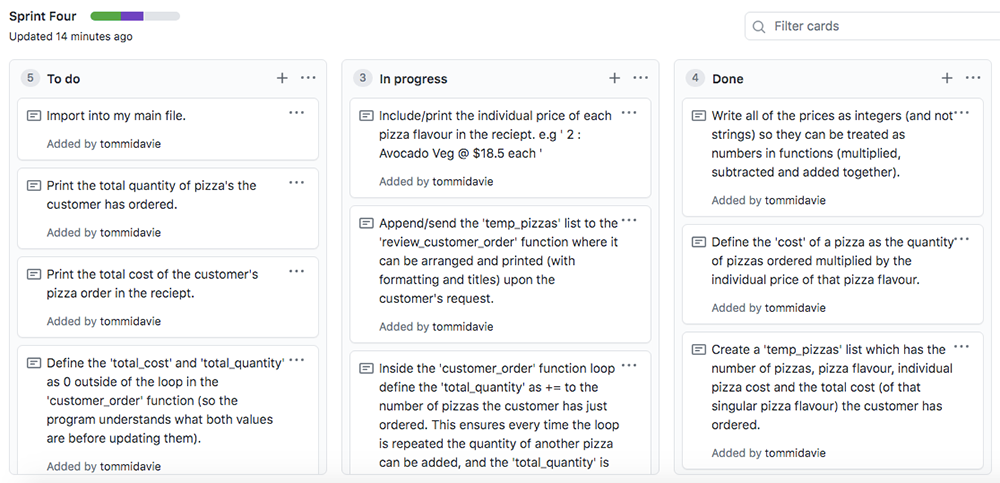 Sprint Four
Updated 14 minutes ago
Filter cards
5 To do
Import into my main file.
Added by tommidavie
Print the total quantity of pizza's the
customer has ordered.
Added by tommidavie
Print the total cost of the customer's
pizza order in the reciept.
Added by tommidavie
Define the 'total_cost' and 'total_quantity'
as 0 outside of the loop in the
'customer_order' function (so the
program understands what both values
are before updating them).
Added by tommidavie
3 In progress
Include/print the individual price of each
pizza flavour in the reciept. e.g ' 2 :
Avocado Veg @ $18.5 each '
Added by tommidavie
Append/send the 'temp_pizzas' list to the
'review_customer_order' function where it
can be arranged and printed (with
formatting and titles) upon the
customer's request.
Added by tommidavie
Inside the 'customer_order' function loop
define the 'total_quantity' as += to the
number of pizzas the customer has just
ordered. This ensures every time the loop
is repeated the quantity of another pizza
can be added, and the 'total_quantity' is
4 Done
Write all of the prices as integers (and not
strings) so they can be treated as
numbers in functions (multiplied,
subtracted and added together).
Added by tommidavie
Define the 'cost' of a pizza as the quantity
of pizzas ordered multiplied by the
individual price of that pizza flavour.
Added by tommidavie
Create a 'temp_pizzas' list which has the
number of pizzas, pizza flavour, individual
pizza cost and the total cost (of that
singular pizza flavour) the customer has
ordered.
Added by tommidavie